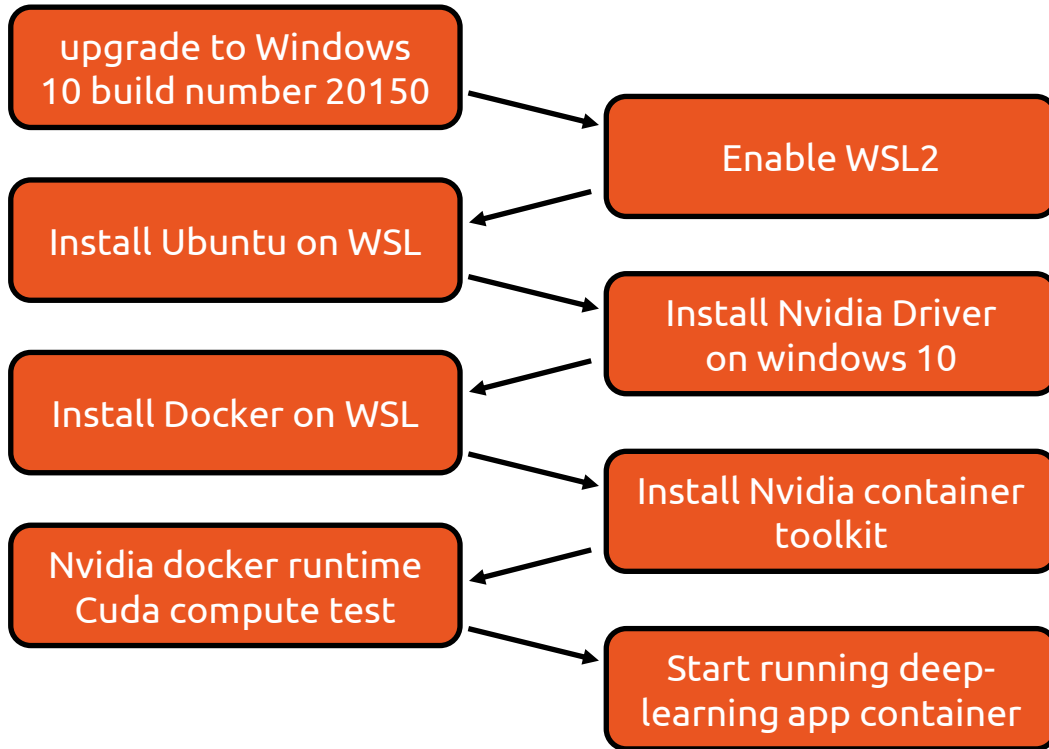 upgrade to Windows
10 build number 20150
Enable WSL2
Install Ubuntu on WSL
Install Nvidia Driver
on windows 10
Install Docker on WSL
Install Nvidia container
toolkit
Nvidia docker runtime
Cuda compute test
Start running deep-
learning app container